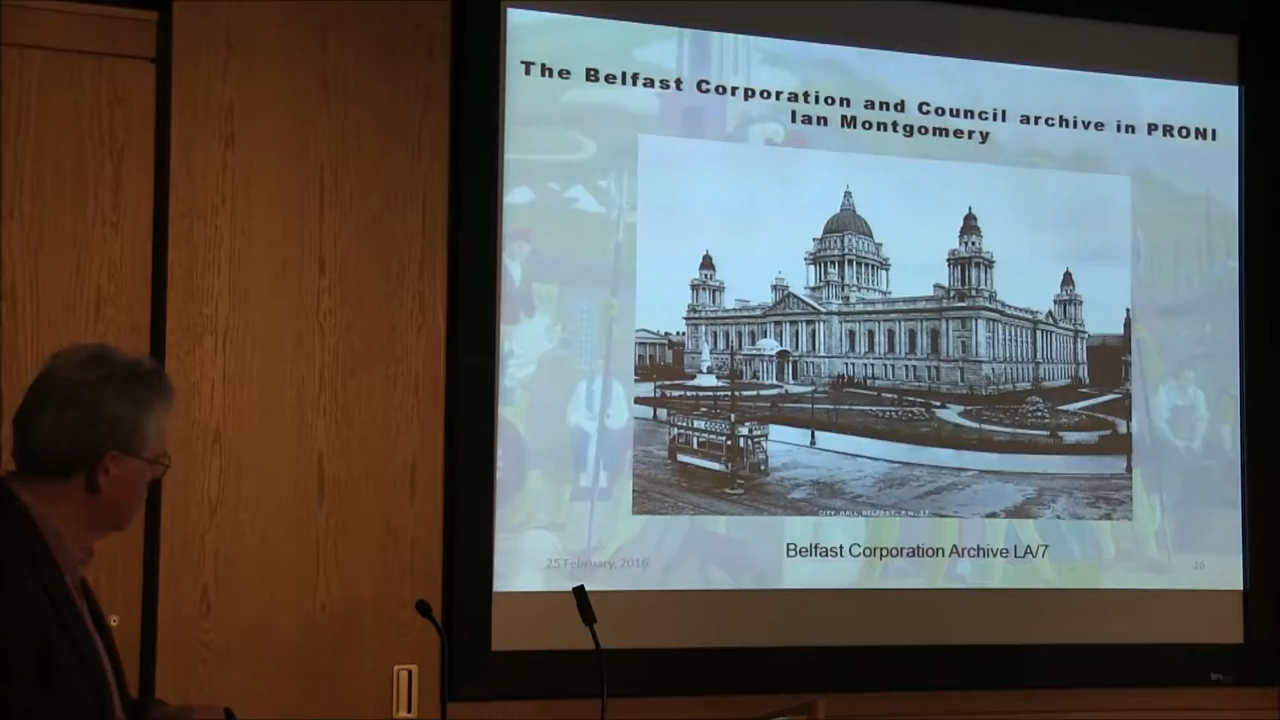 The Belfast Corporation and Council archive in PRONI
Ian Montgomery
CITY HALL, BELFAST.
Belfast Corporation Archive LA/7
25 February, 2016
26